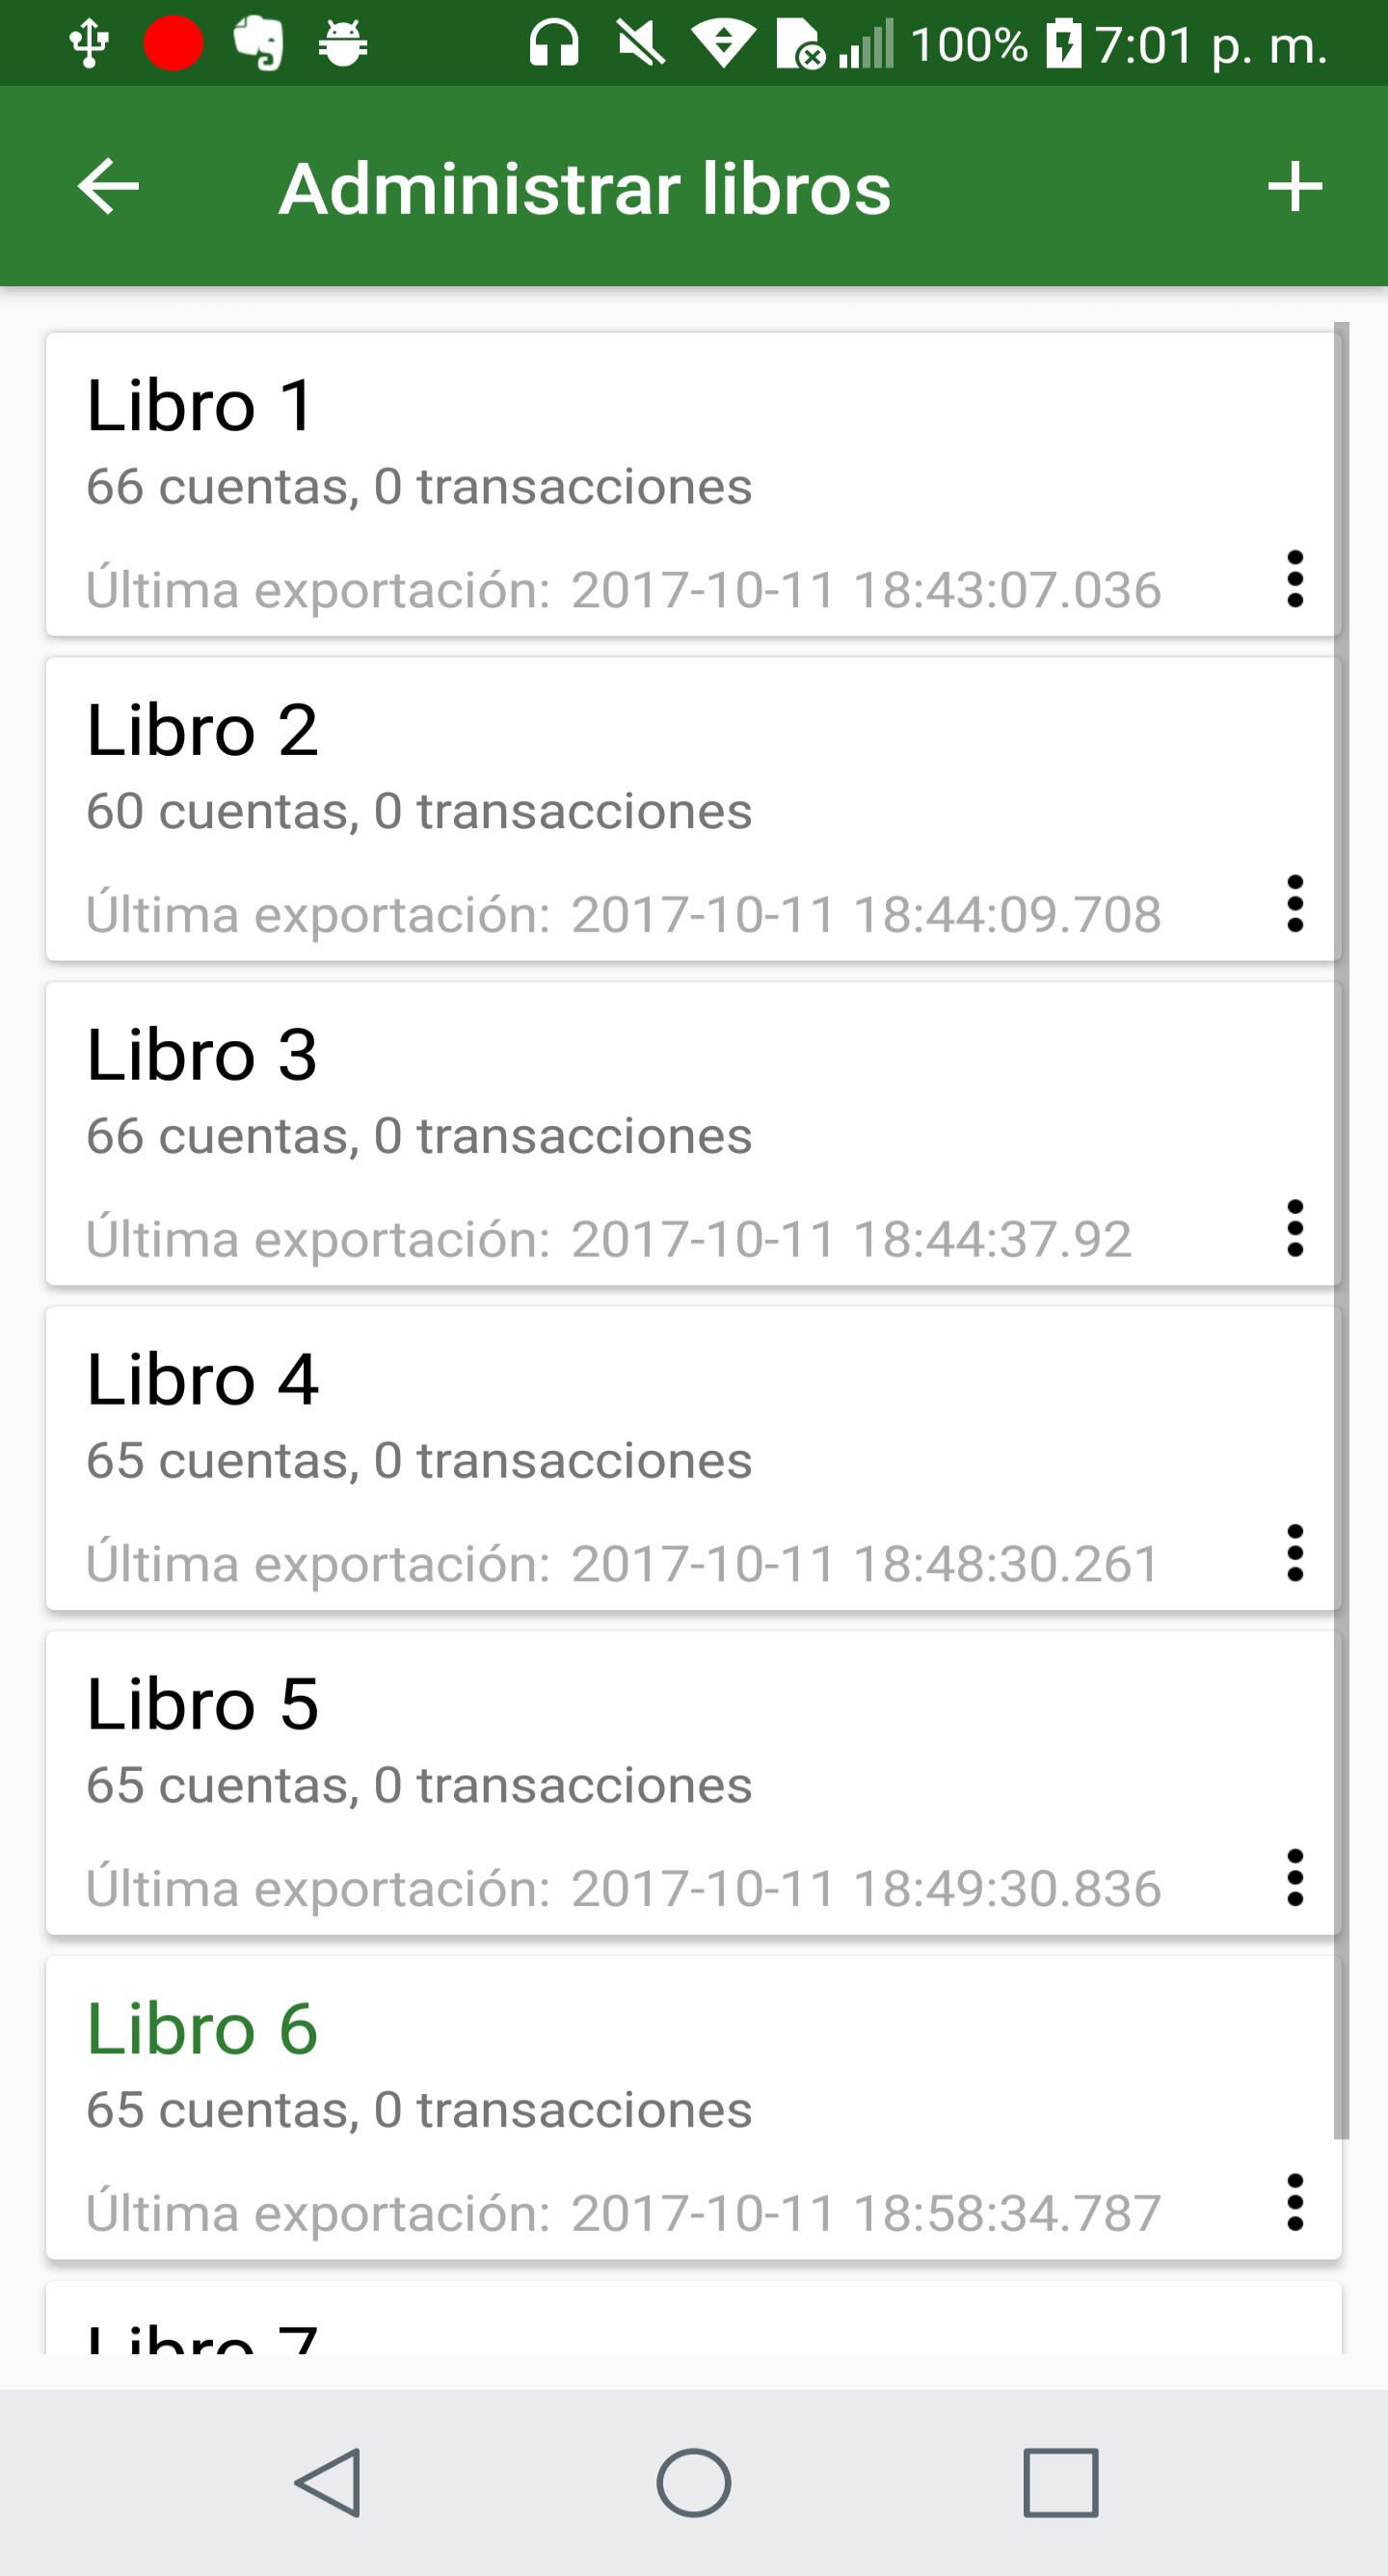 100% 7:01 p. m.
Administrar libros
Libro 1
66 cuentas, 0 transacciones
Última exportación: 2017-10-11 18:43:07.036
Libro 2
60 cuentas, 0 transacciones
Última exportación: 2017-10-11 18:44:09.708
Libro 3
66 cuentas, 0 transacciones
Última exportación: 2017-10-11 18:44:37.92
Libro 4
65 cuentas, 0 transacciones
Última exportación: 2017-10-11 18:48:30.261
Libro 5
65 cuentas, 0 transacciones
Última exportación: 2017-10-11 18:49:30.836
Libro 6
65 cuentas, 0 transacciones
Última exportación: 2017-10-11 18:58:34.787
Libro 7